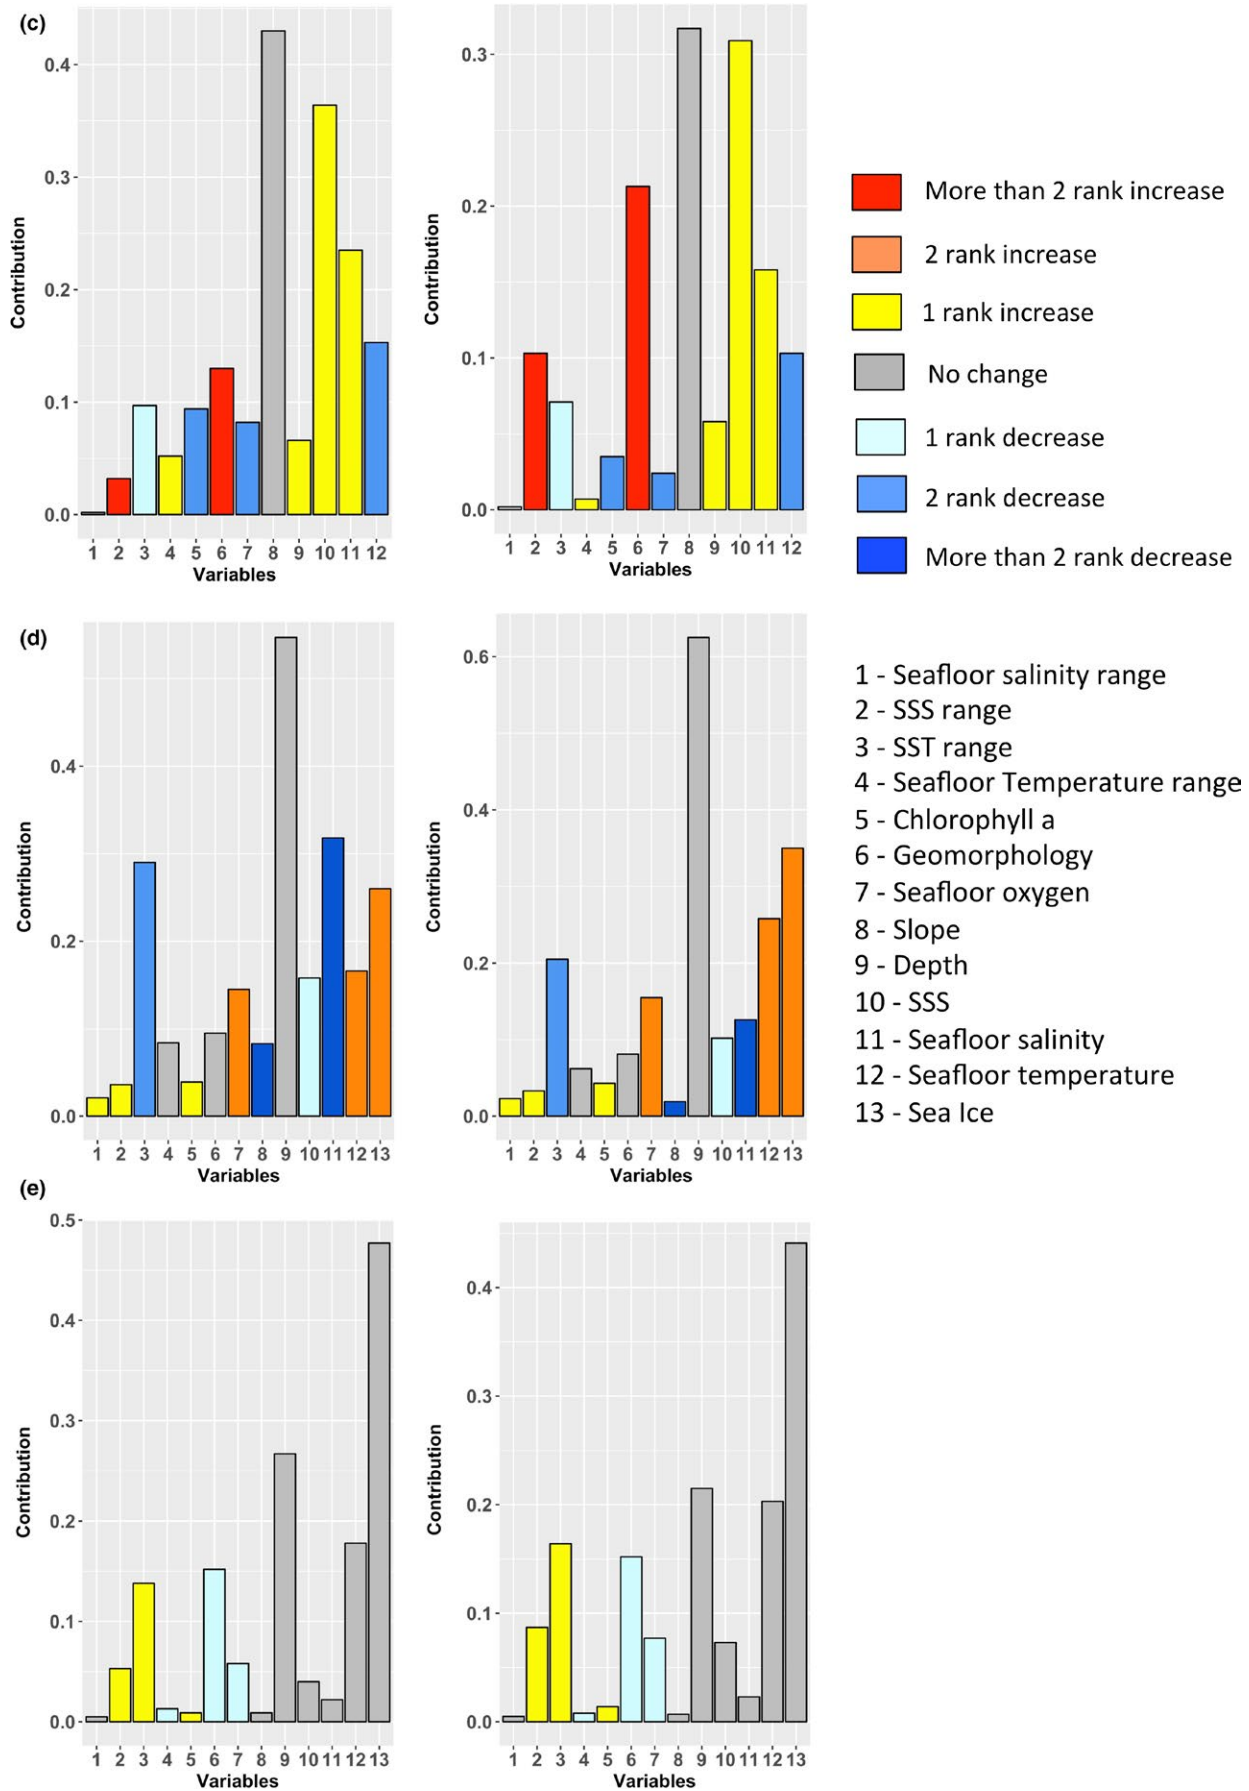 (c)
0.4
0.3
0.2
0.1
0.0
Contribution
1 2 3 4 5 6 7 8 9 10 11 12
Variables
0.3
0.2
0.1
0.0
Contribution
1 2 3 4 5 6 7 8 9 10 11 12
Variables
More than 2 rank increase
2 rank increase
1 rank increase
No change
1 rank decrease
2 rank decrease
More than 2 rank decrease
(d)
0.4
0.2
0.0
Contribution
1 2 3 4 5 6 7 8 9 10 11 12 13
Variables
0.6
0.4
0.2
0.0
Contribution
1 2 3 4 5 6 7 8 9 10 11 12 13
Variables
1 - Seafloor salinity range
2 - SSS range
3 - SST range
4 - Seafloor Temperature range
5 - Chlorophyll a
6 - Geomorphology
7 - Seafloor oxygen
8 - Slope
9 - Depth
10 - SSS
11 - Seafloor salinity
12 - Seafloor temperature
13 - Sea Ice
(e)
0.5
0.4
0.3
0.2
0.1
0.0
Contribution
1 2 3 4 5 6 7 8 9 10 11 12 13
Variables
0.4
0.3
0.2
0.1
0.0
Contribution
1 2 3 4 5 6 7 8 9 10 11 12 13
Variables